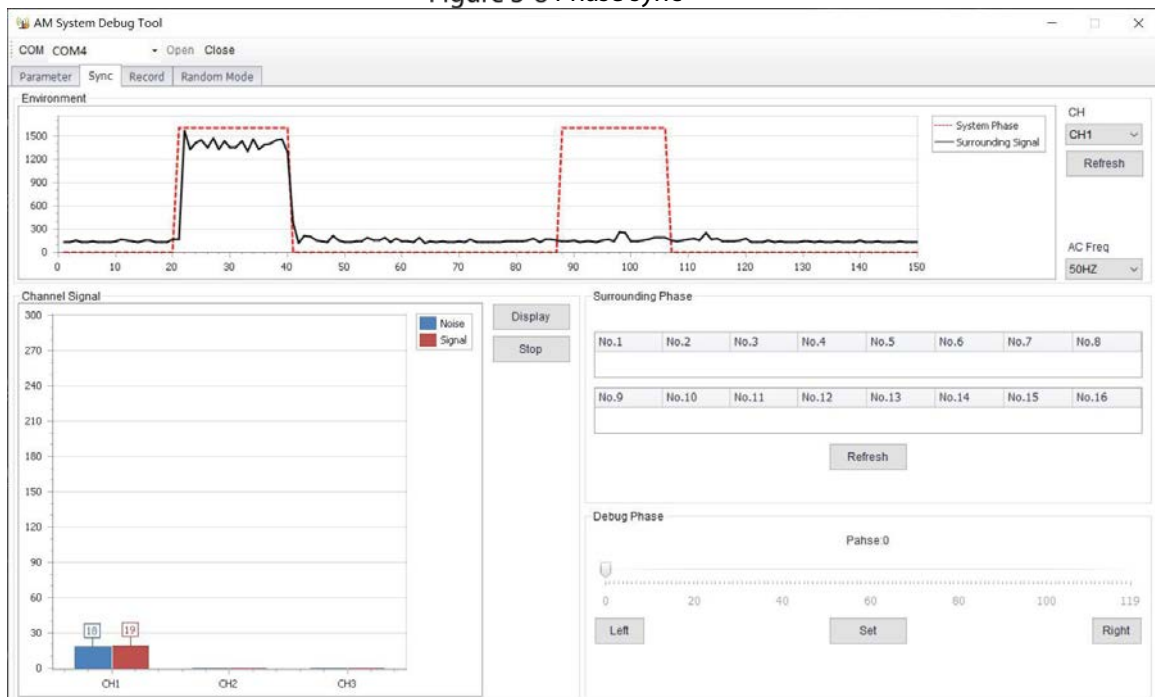 Figure 3-8 Phase sync
AM System Debug Tool
COM COM4 Open Close
Parameter Sync Record Random Mode
Environment
1500
1200
900
600
300
0
0 10 20 30 40 50 60 70 80 90 100 110 120 130 140 150
System Phase
Surrounding Signal
CH
CH1
Refresh
AC Freq
50HZ
Channel Signal
300
270
240
210
180
150
120
90
60
30
0
18 19
CH1 CH2 CH3
Noise
Signal
Display
Stop
Surrounding Phase
No.1 No.2 No.3 No.4 No.5 No.6 No.7 No.8
No.9 No.10 No.11 No.12 No.13 No.14 No.15 No.16
Refresh
Debug Phase
Pahse:0
0 20 40 60 80 100 119
Left Set Right